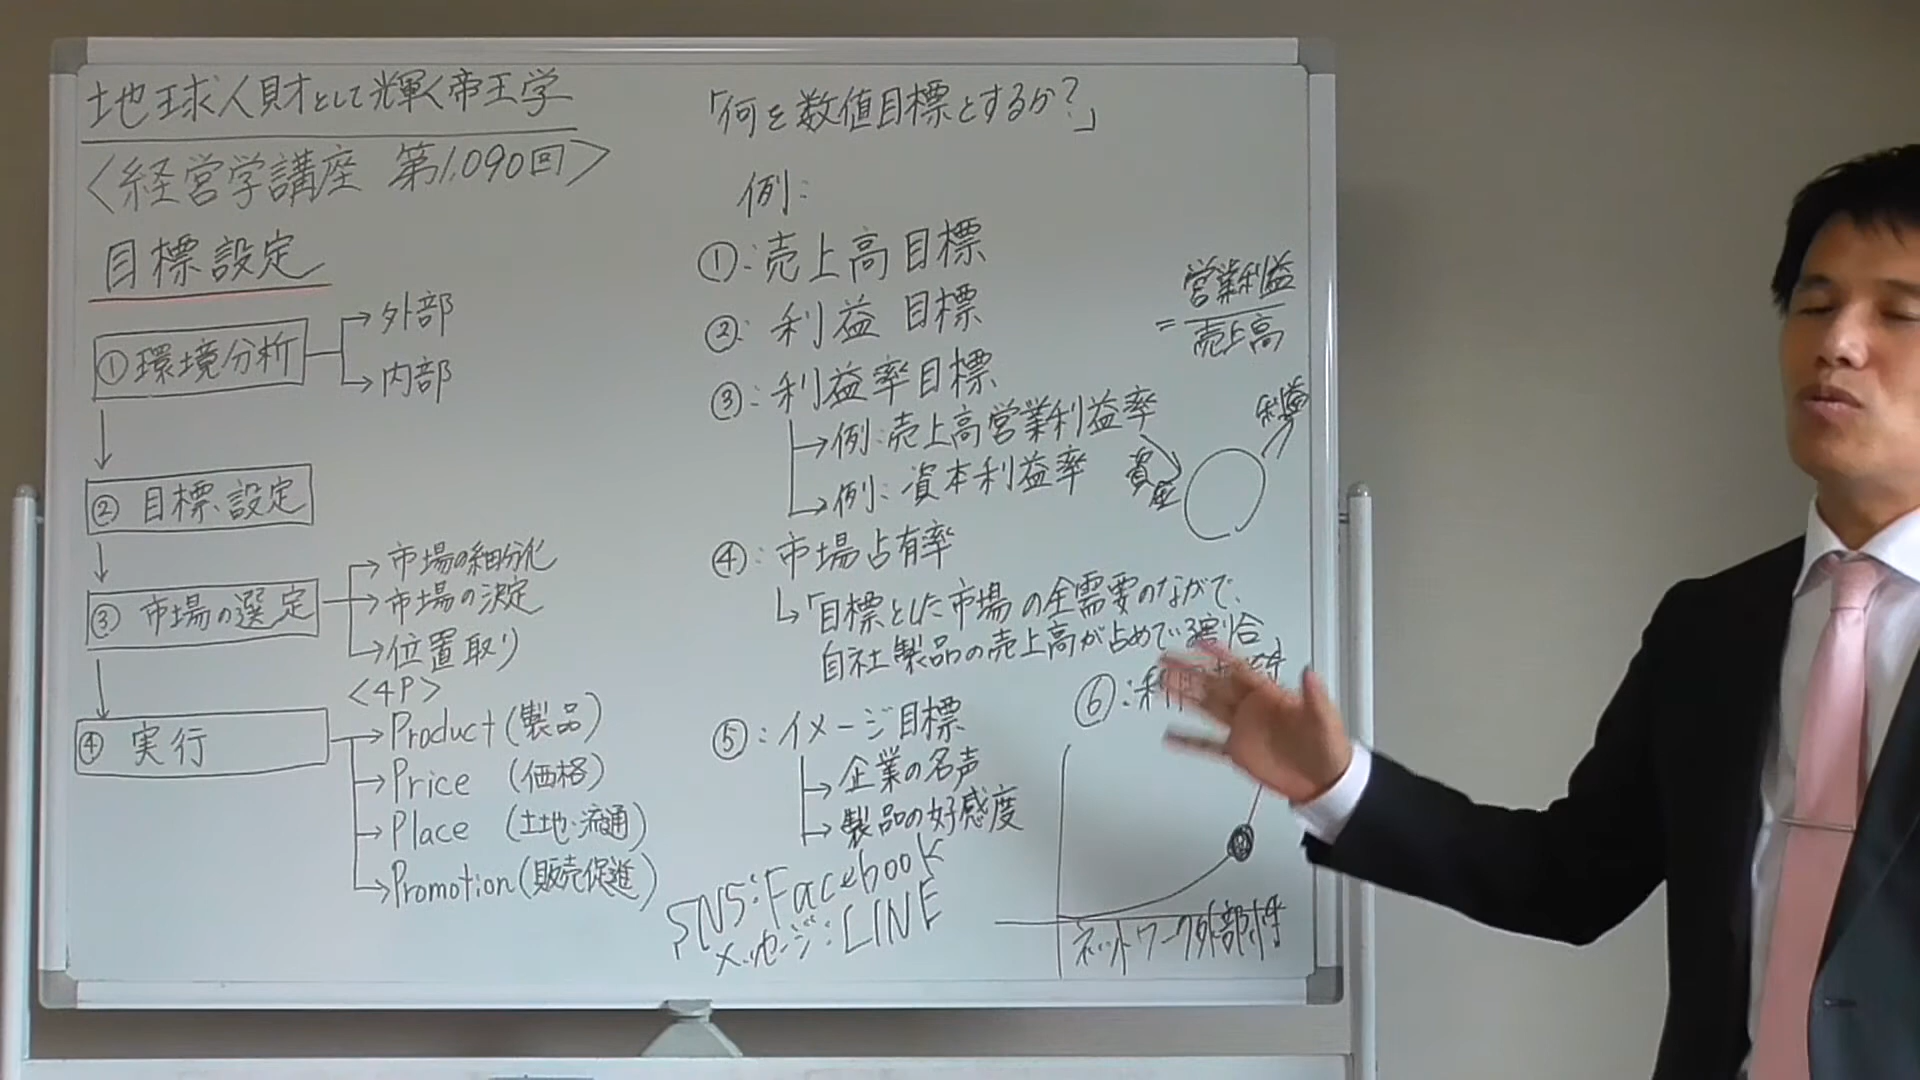 地球人財として輝く帝王学
〈経営学講座 第1,090回〉
目標設定
①環境分析
外部
内部
② 目標設定
③ 市場の選定
市場の細分化
市場の決定
位置取り
〈4P〉
④ 実行
Product(製品)
Price (価格)
Place (土地・流通)
Promotion(販売促進)
「何を数値目標とするか?」
例:
①:売上高目標
②:利益目標
③:利益率目標
例:売上高営業利益率
例:資本利益率
=営業利益
売上高
資産
利益
④:市場占有率
「目標とした市場の全需要のなかで、
自社製品の売上高が占めている割合」
⑤:イメージ目標
企業の名声
製品の好感度
SNS:Facebook
メッセージ:LINE
⑥:利用
ネットワーク外部性